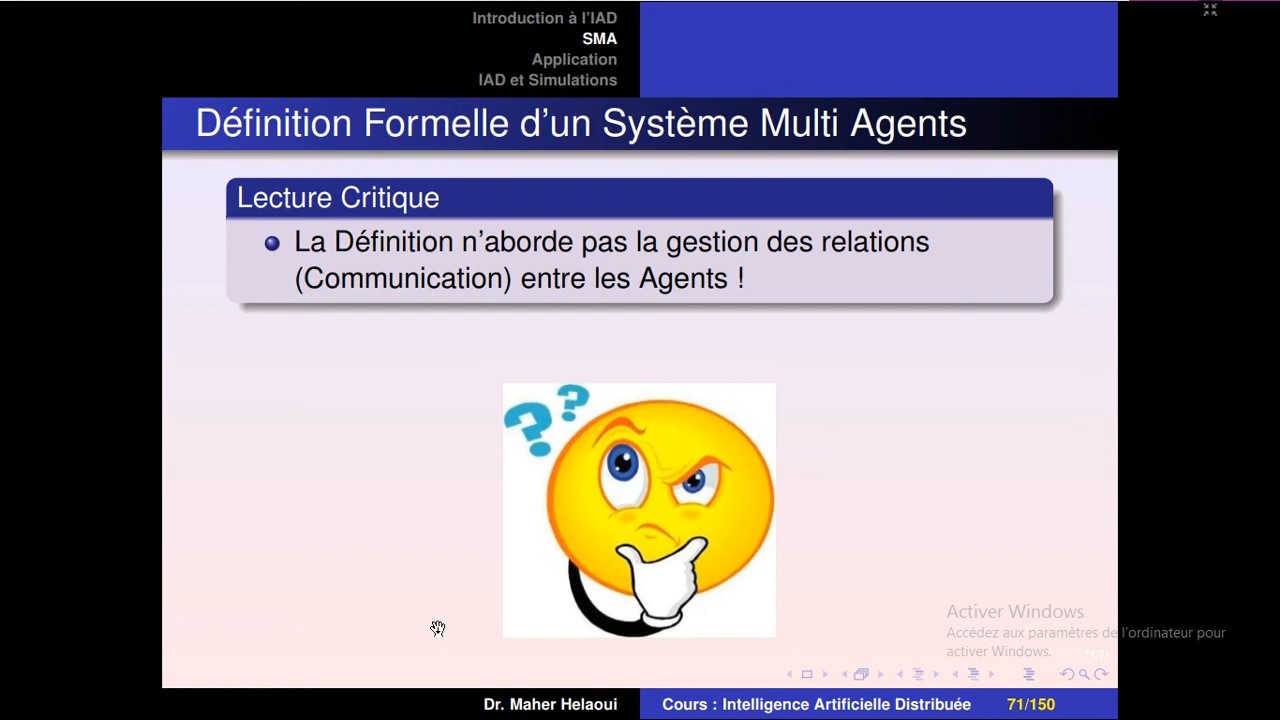 Introduction à l'IAD
SMA
Application
IAD et Simulations
Définition Formelle d'un Système Multi Agents
Lecture Critique
La Définition n'aborde pas la gestion des relations
(Communication) entre les Agents !
??
Activer Windows
Accédez aux paramètres de l'ordinateur pour
activer Windows.
Dr. Maher Helaoui
Cours : Intelligence Artificielle Distribuée
71/150